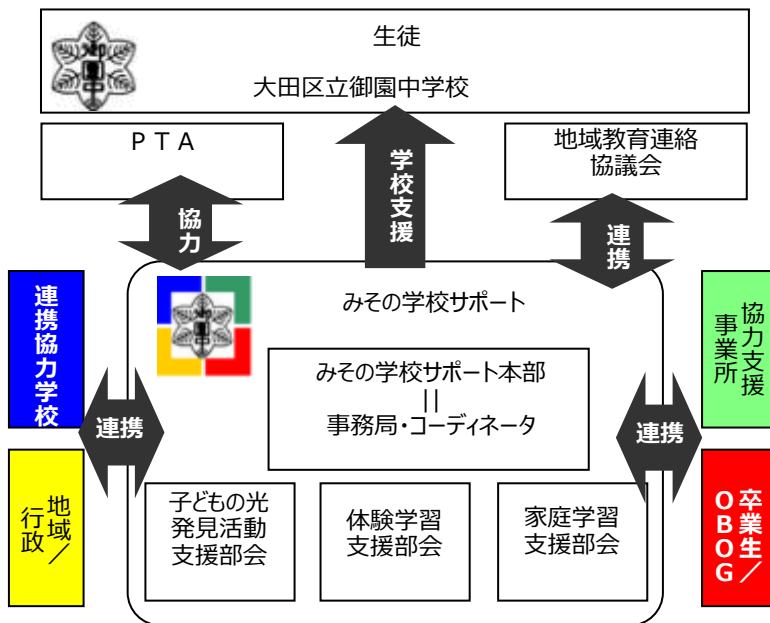 生徒
大田区立御園中学校
ＰＴＡ
学校支援
地域教育連絡
協議会
協力
連携
連携協力学校
みその学校サポート
協力支援
事業所
みその学校サポート本部
||
事務局・コーディネータ
連携
連携
地域／
行政
子どもの光
発見活動
支援部会
体験学習
支援部会
家庭学習
支援部会
卒業生／
ＯＢＯＧ